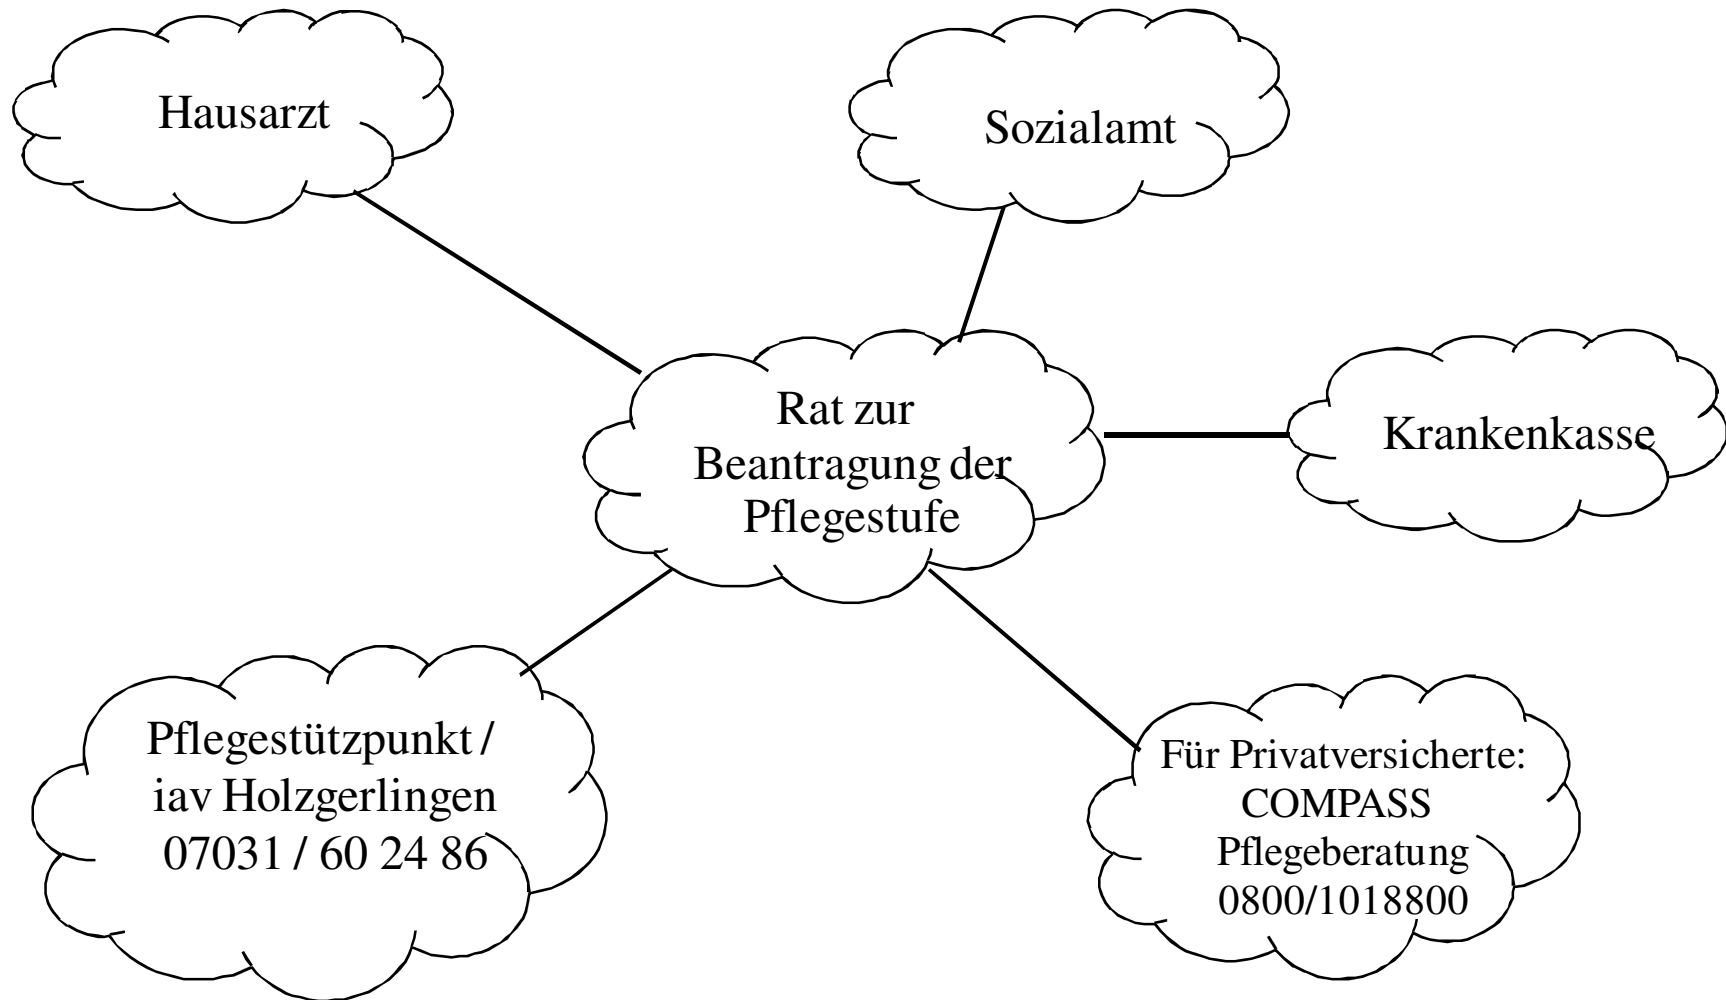 Hausarzt
Sozialamt
Rat zur
Beantragung der
Pflegestufe
Krankenkasse
Pflegestützpunkt /
iav Holzgerlingen
07031 / 60 24 86
Für Privatversicherte:
COMPASS
Pflegeberatung
0800/1018800